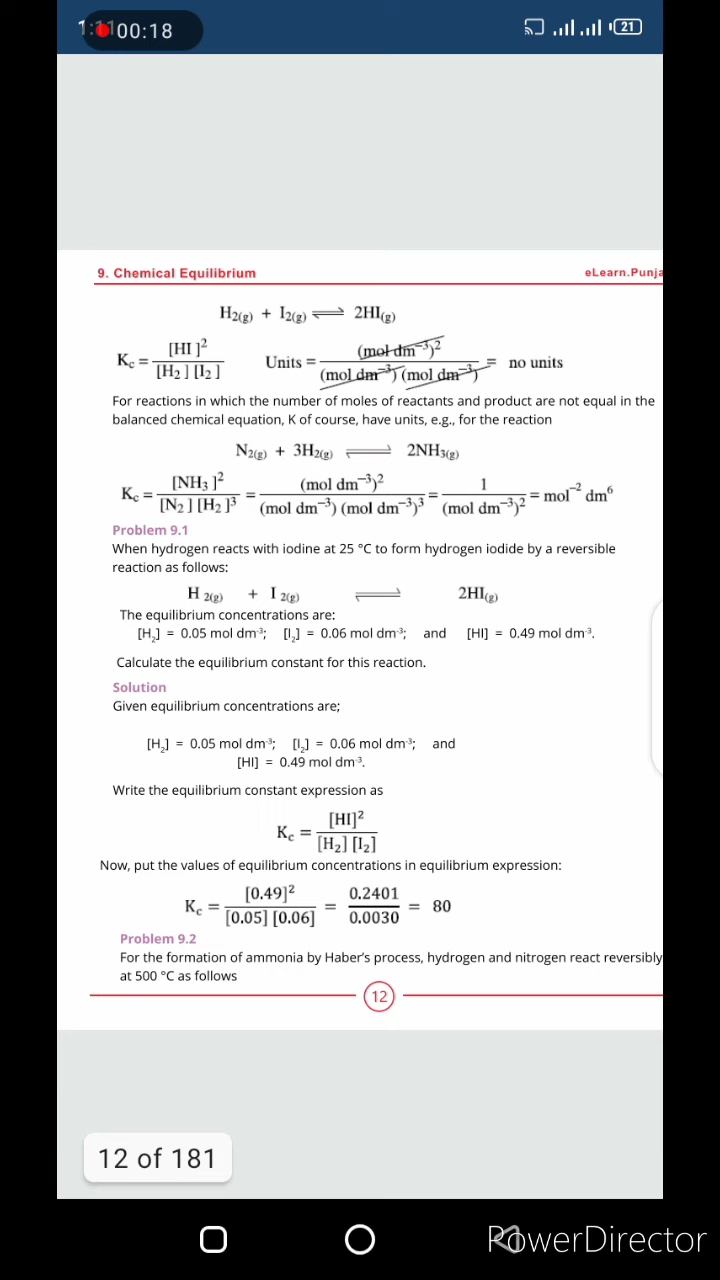 1:11 00:18 21
9. Chemical Equilibrium eLearn.Punja
H2(g) + I2(g) ⇌ 2HI(g)
Kc = [HI ]² / [H2 ] [I2 ] Units = (mol dm⁻³)² / (mol dm⁻³) (mol dm⁻³) = no units
For reactions in which the number of moles of reactants and product are not equal in the
balanced chemical equation, K of course, have units, e.g., for the reaction
N2(g) + 3H2(g) ⇌ 2NH3(g)
Kc = [NH3 ]² / [N2 ] [H2 ]³ = (mol dm⁻³)² / (mol dm⁻³) (mol dm⁻³)³ = 1 / (mol dm⁻³)² = mol⁻² dm⁶
Problem 9.1
When hydrogen reacts with iodine at 25 °C to form hydrogen iodide by a reversible
reaction as follows:
H 2(g) + I 2(g) ⇌ 2HI(g)
The equilibrium concentrations are:
[H₂] = 0.05 mol dm⁻³; [I₂] = 0.06 mol dm⁻³; and [HI] = 0.49 mol dm⁻³.
Calculate the equilibrium constant for this reaction.
Solution
Given equilibrium concentrations are;
[H₂] = 0.05 mol dm⁻³; [I₂] = 0.06 mol dm⁻³; and
[HI] = 0.49 mol dm⁻³.
Write the equilibrium constant expression as
Kc = [HI]² / [H₂] [I₂]
Now, put the values of equilibrium concentrations in equilibrium expression:
Kc = [0.49]² / [0.05] [0.06] = 0.2401 / 0.0030 = 80
Problem 9.2
For the formation of ammonia by Haber's process, hydrogen and nitrogen react reversibly
at 500 °C as follows
12
12 of 181
PowerDirector